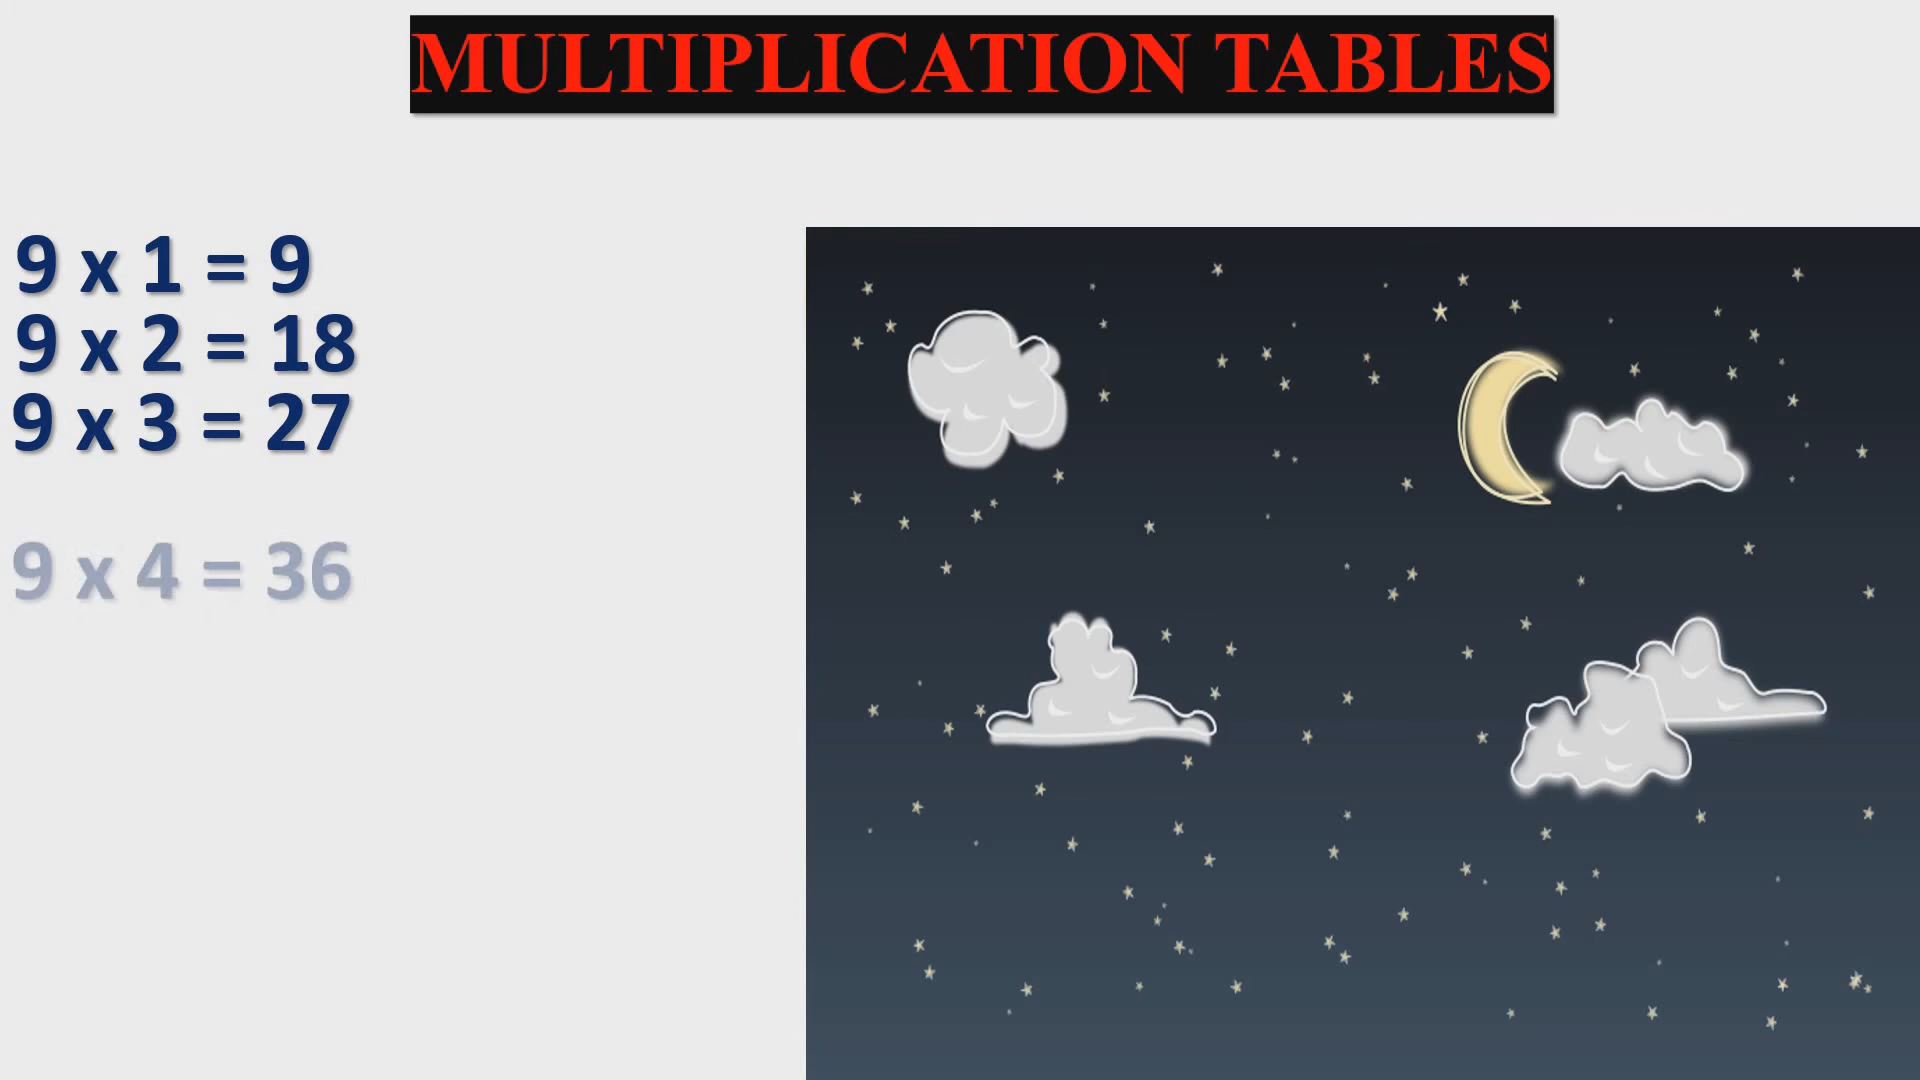 MULTIPLICATION TABLES
9 x 1 = 9
9 x 2 = 18
9 x 3 = 27
9 x 4 = 36